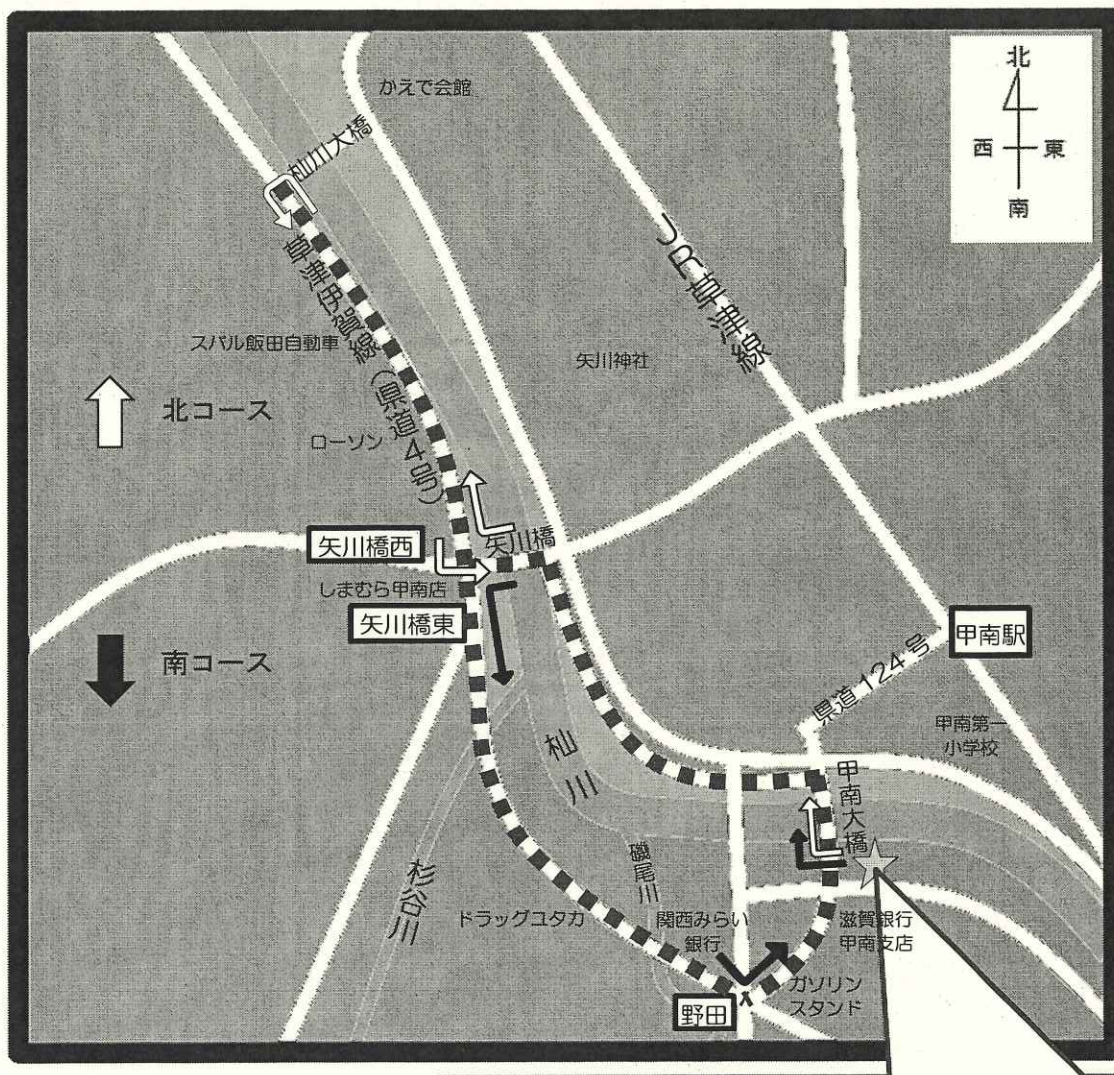 北
西 東
南
かえで会館
杣川大橋
草津伊賀線(県道4号)
JR草津線
スバル飯田自動車
矢川神社
北コース
ローソン
矢川橋西
矢川橋
しまむら甲南店
矢川橋東
南コース
甲南駅
県道124号
甲南第一
小学校
杣川
甲南大橋
磯尾川
杉谷川
ドラッグユタカ
関西みらい
銀行
滋賀銀行
甲南支店
ガソリン
スタンド
野田